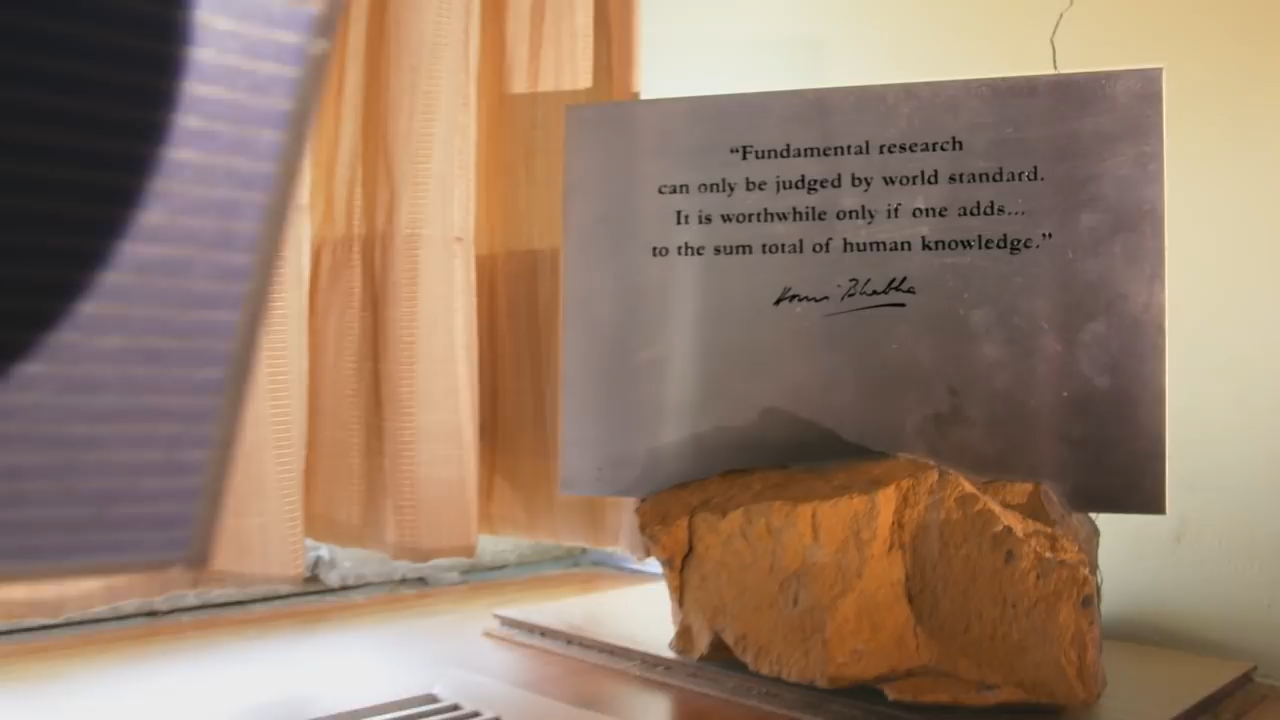 “Fundamental research
can only be judged by world standard.
It is worthwhile only if one adds...
to the sum total of human knowledge.”
Homi Bhabha